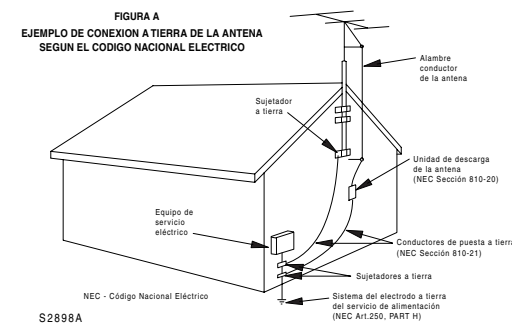 FIGURA A
EJEMPLO DE CONEXION A TIERRA DE LA ANTENA
SEGUN EL CODIGO NACIONAL ELECTRICO
Alambre
conductor
de la antena
Sujetador
a tierra
Unidad de descarga
de la antena
(NEC Sección 810-20)
Equipo de
servicio
eléctrico
Conductores de puesta a tierra
(NEC Sección 810-21)
Sujetadores a tierra
NEC - Código Nacional Eléctrico
Sistema del electrodo a tierra
del servicio de alimentación
(NEC Art.250, PART H)
S2898A